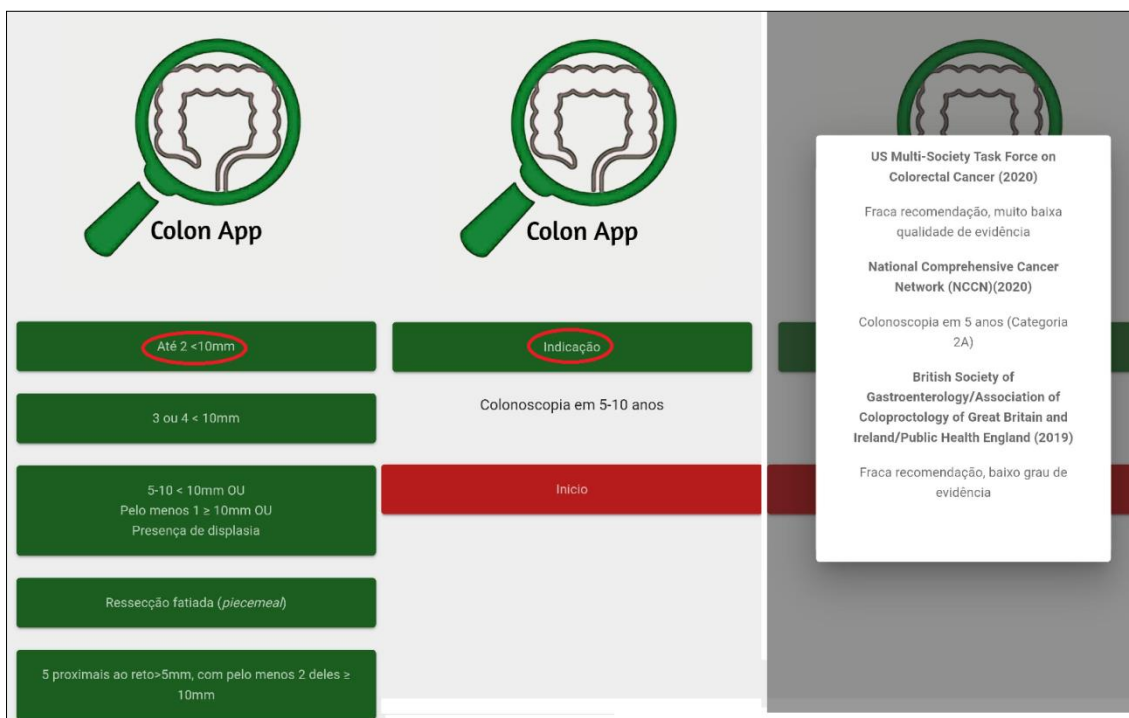 Colon App
Até 2 <10mm
3 ou 4 < 10mm
5-10 < 10mm OU
Pelo menos 1 ≥ 10mm OU
Presença de displasia
Ressecção fatiada (piecemeal)
5 proximais ao reto>5mm, com pelo menos 2 deles ≥
10mm
Colon App
Indicação
Colonoscopia em 5-10 anos
Inicio
US Multi-Society Task Force on
Colorectal Cancer (2020)
Fraca recomendação, muito baixa
qualidade de evidência
National Comprehensive Cancer
Network (NCCN)(2020)
Colonoscopia em 5 anos (Categoria
2A)
British Society of
Gastroenterology/Association of
Coloproctology of Great Britain and
Ireland/Public Health England (2019)
Fraca recomendação, baixo grau de
evidência